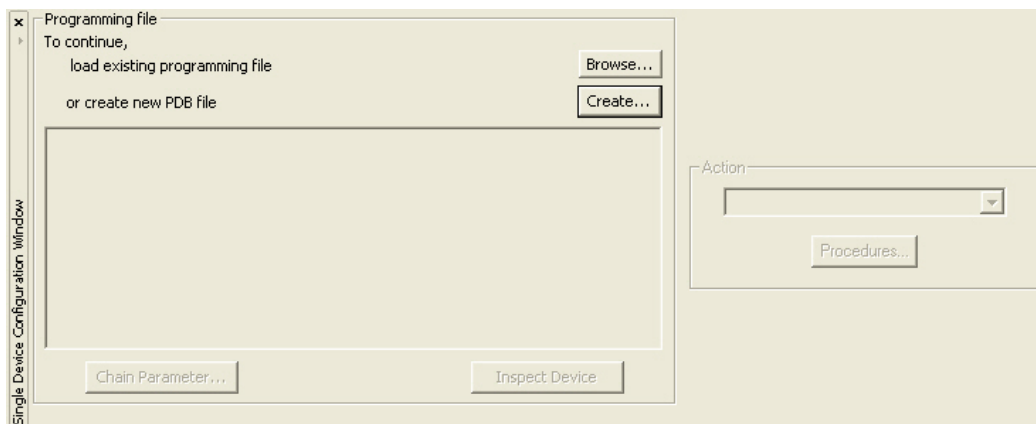 Programming file
To continue,
load existing programming file
Browse...
or create new PDB file
Create...
Action
Procedures...
Chain Parameter...
Inspect Device
Single Device Configuration Window